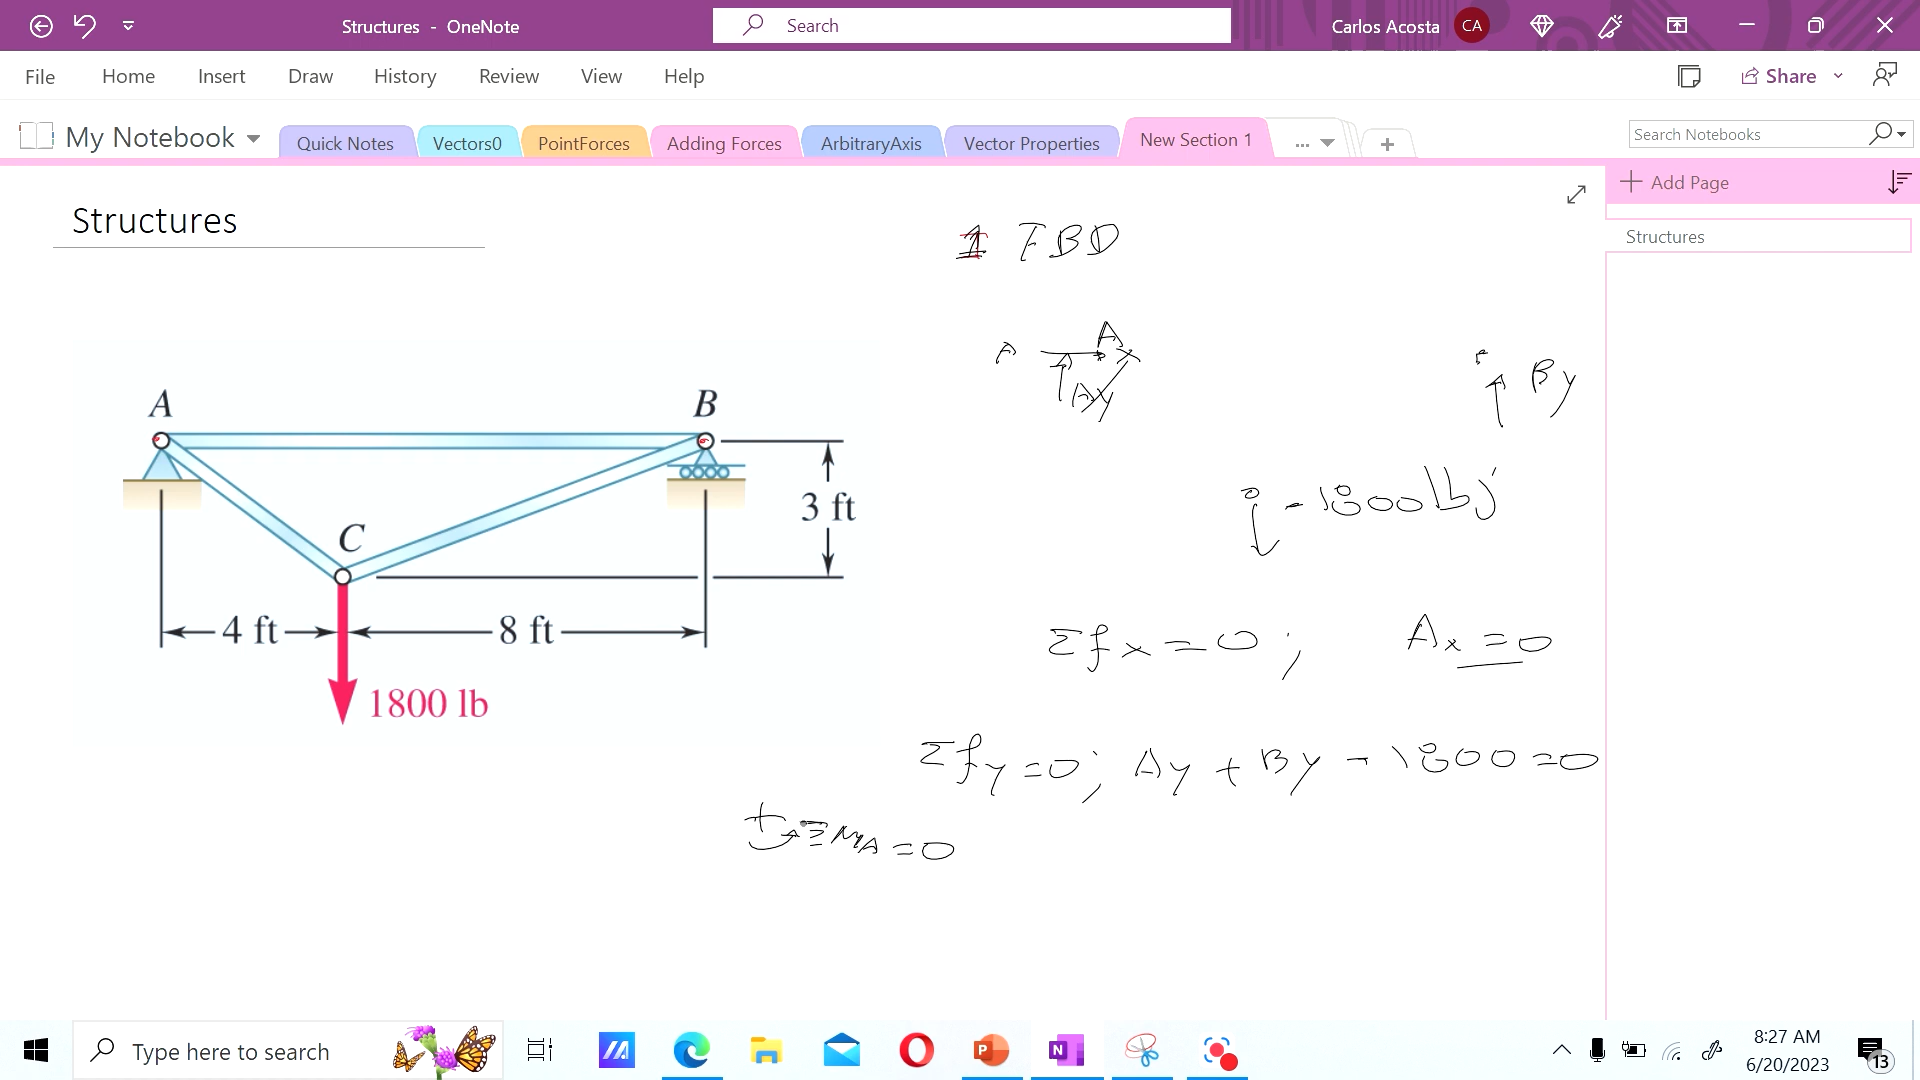 Structures - OneNote
Search
Carlos Acosta CA
File Home Insert Draw History Review View Help
Share
My Notebook
Quick Notes Vectors0 PointForces Adding Forces ArbitraryAxis Vector Properties New Section 1 ...
Search Notebooks
Add Page
Structures
Structures
1 FBD
A Ax
Ay
By
-1800 lb j
A B
C
3 ft
4 ft 8 ft
1800 lb
Σfx = 0 ; Ax = 0
Σfy = 0; Ay + By - 1800 = 0
+ ΣMA = 0
Type here to search
8:27 AM
6/20/2023
13